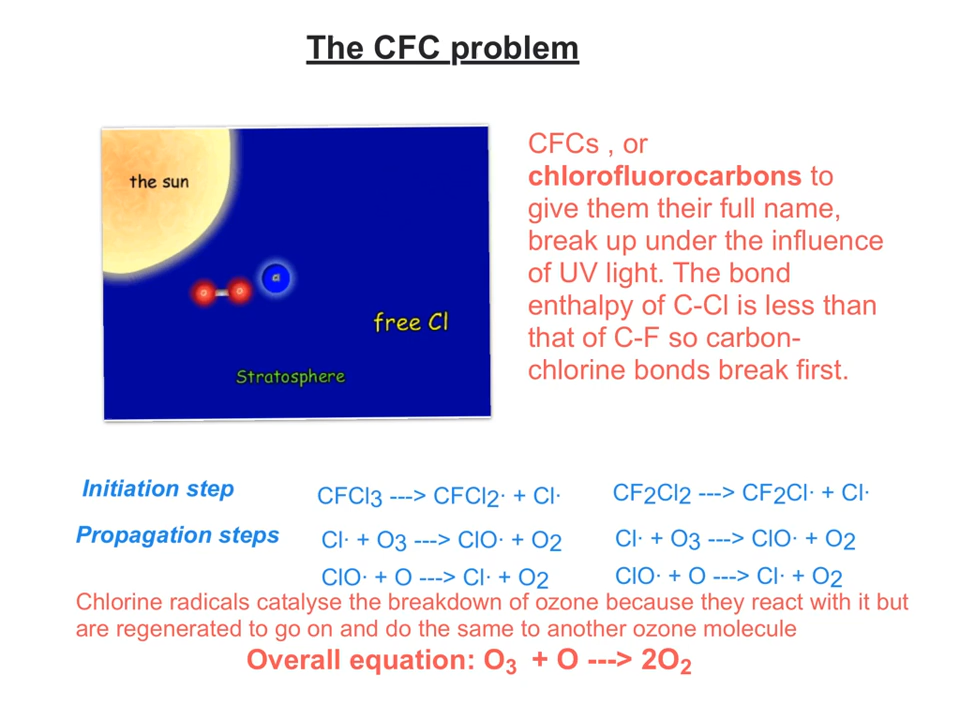 The CFC problem
the sun
a
free Cl
Stratosphere
CFCs , or
chlorofluorocarbons to
give them their full name,
break up under the influence
of UV light. The bond
enthalpy of C-Cl is less than
that of C-F so carbon-
chlorine bonds break first.
Initiation step
CFCl3 ---> CFCl2· + Cl·
CF2Cl2 ---> CF2Cl· + Cl·
Propagation steps
Cl· + O3 ---> ClO· + O2
Cl· + O3 ---> ClO· + O2
ClO· + O ---> Cl· + O2
ClO· + O ---> Cl· + O2
Chlorine radicals catalyse the breakdown of ozone because they react with it but
are regenerated to go on and do the same to another ozone molecule
Overall equation: O3 + O ---> 2O2